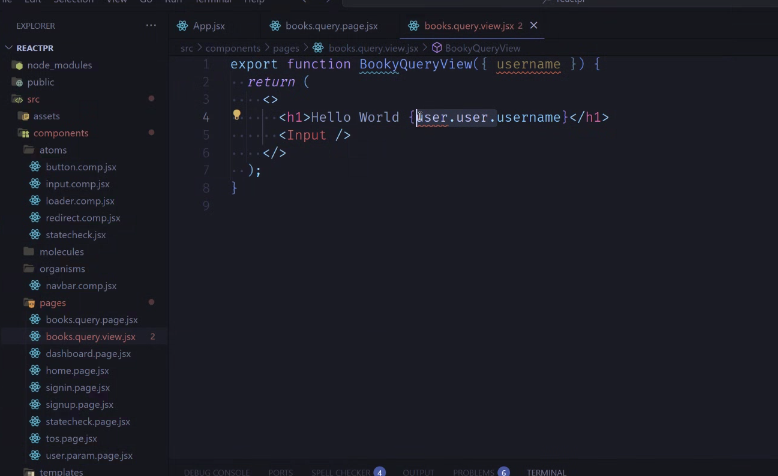 File Edit Selection View Go Run Terminal Help
EXPLORER
···
App.jsx
books.query.page.jsx
books.query.view.jsx 2
REACTPR
src > components > pages > books.query.view.jsx > BookyQueryView
node_modules
public
src
assets
components
atoms
button.comp.jsx
input.comp.jsx
loader.comp.jsx
redirect.comp.jsx
statecheck.jsx
molecules
organisms
navbar.comp.jsx
pages
books.query.page.jsx
books.query.view.jsx 2
dashboard.page.jsx
home.page.jsx
signin.page.jsx
signup.page.jsx
statecheck.page.jsx
tos.page.jsx
user.param.page.jsx
templates
1 export function BookyQueryView({ username }) {
2 return (
3 <>
4 <h1>Hello World {user.user.username}</h1>
5 <Input />
6 </>
7 );
8 }
9
DEBUG CONSOLE PORTS SPELL CHECKER 4 OUTPUT PROBLEMS 6 TERMINAL